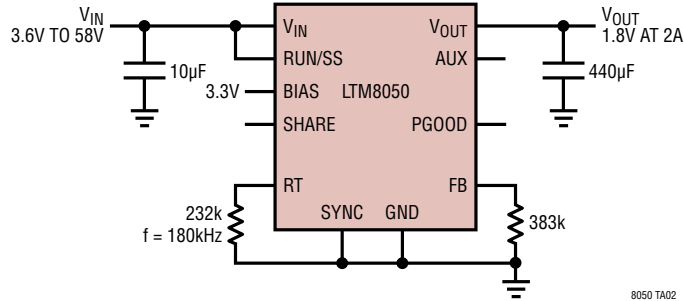 VIN
3.6V TO 58V
10µF
3.3V
VIN
RUN/SS
BIAS
SHARE
RT
LTM8050
VOUT
AUX
PGOOD
FB
SYNC
GND
VOUT
1.8V AT 2A
440µF
232k
f = 180kHz
383k
8050 TA02